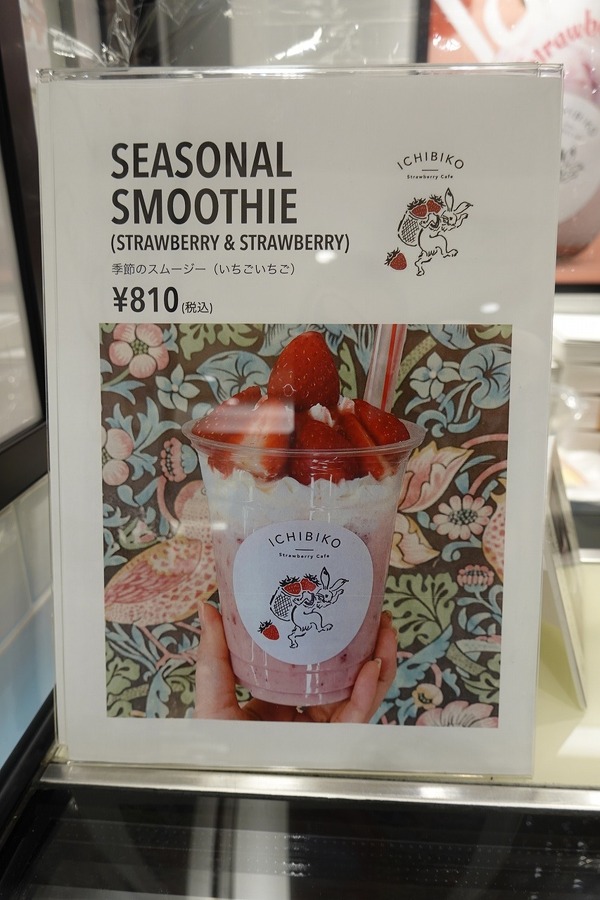 SEASONAL
SMOOTHIE
(STRAWBERRY & STRAWBERRY)
季節のスムージー（いちごいちご）
¥810(税込)
ICHIBIKO
Strawberry Cafe
ICHIBIKO
Strawberry Cafe